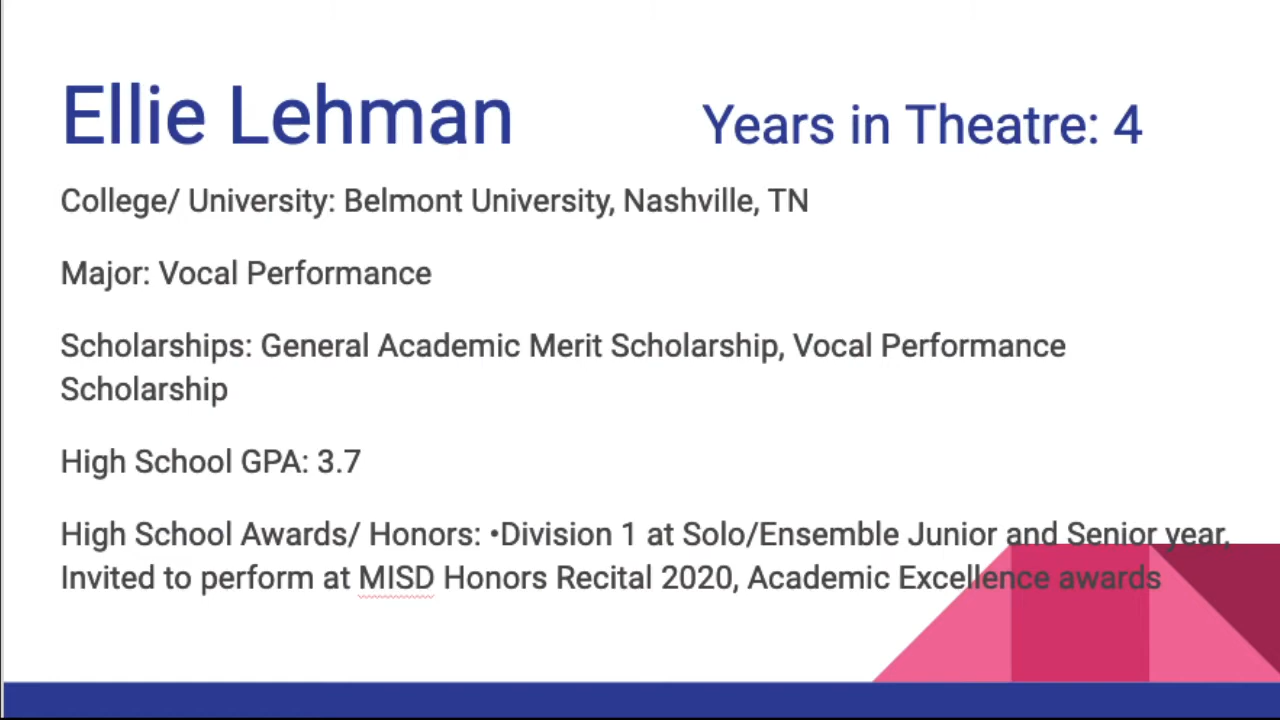 Ellie Lehman
Years in Theatre: 4
College/ University: Belmont University, Nashville, TN
Major: Vocal Performance
Scholarships: General Academic Merit Scholarship, Vocal Performance
Scholarship
High School GPA: 3.7
High School Awards/ Honors: •Division 1 at Solo/Ensemble Junior and Senior year,
Invited to perform at MISD Honors Recital 2020, Academic Excellence awards